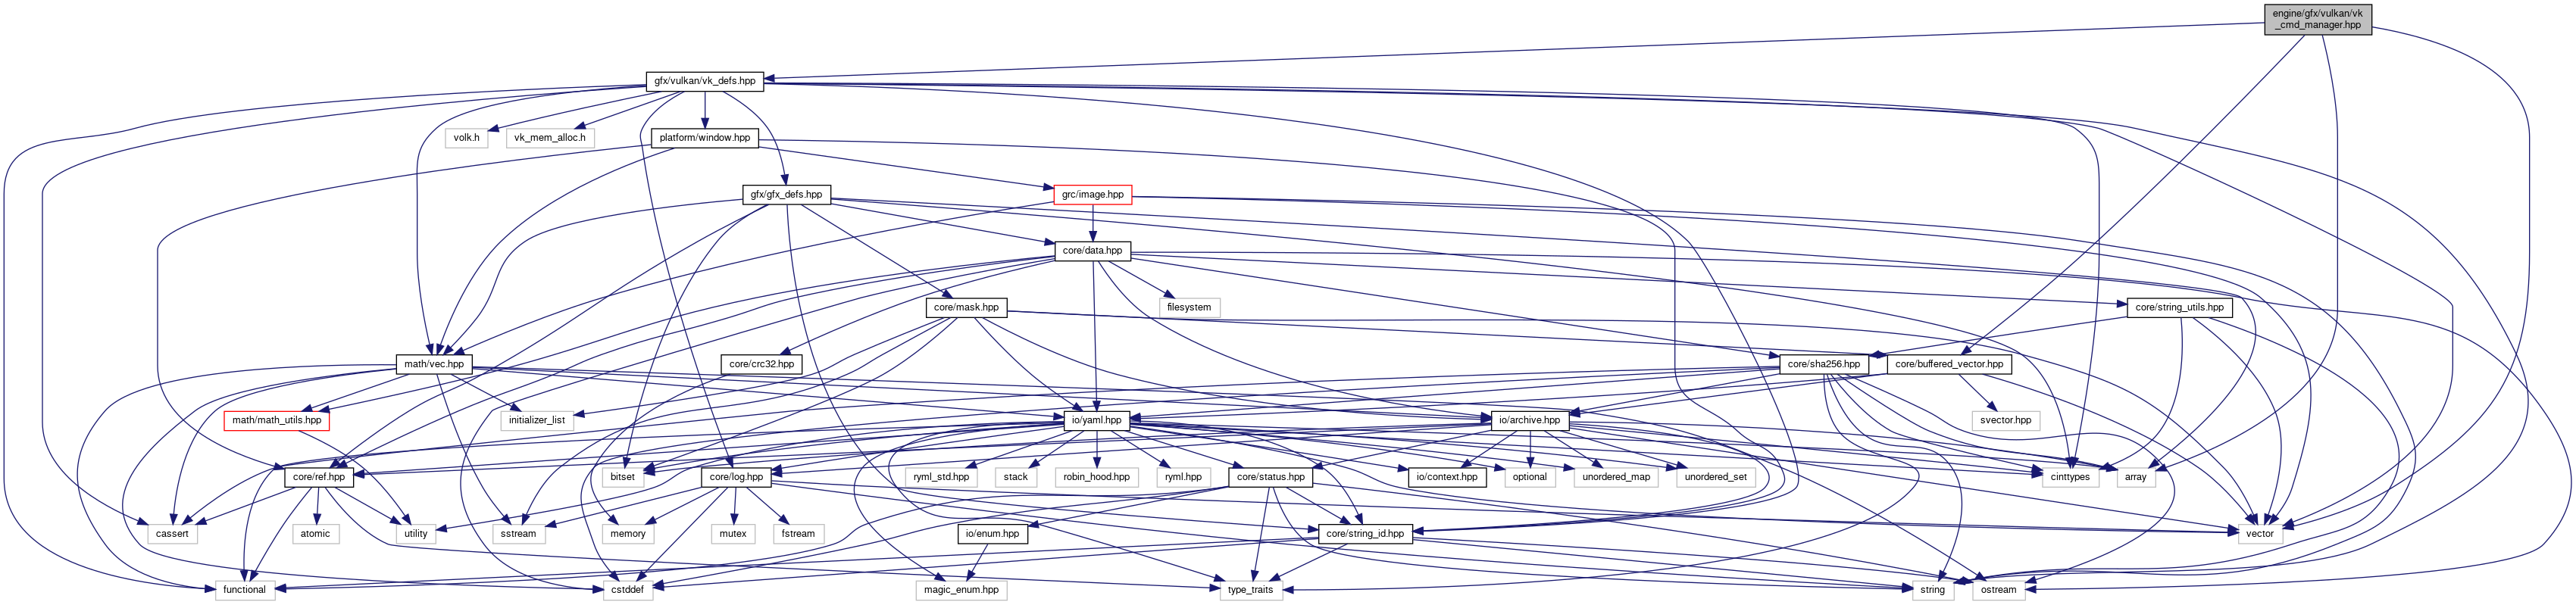 engine/gfx/vulkan/vk
_cmd_manager.hpp
gfx/vulkan/vk_defs.hpp
volk.h
vk_mem_alloc.h
platform/window.hpp
gfx/gfx_defs.hpp
grc/image.hpp
core/data.hpp
core/mask.hpp
filesystem
core/string_utils.hpp
math/vec.hpp
core/crc32.hpp
core/sha256.hpp
core/buffered_vector.hpp
math/math_utils.hpp
initializer_list
io/yaml.hpp
io/archive.hpp
svector.hpp
core/ref.hpp
bitset
core/log.hpp
ryml_std.hpp
stack
robin_hood.hpp
ryml.hpp
core/status.hpp
io/context.hpp
optional
unordered_map
unordered_set
cinttypes
array
cassert
atomic
utility
sstream
memory
mutex
fstream
io/enum.hpp
core/string_id.hpp
vector
functional
cstddef
magic_enum.hpp
type_traits
string
ostream